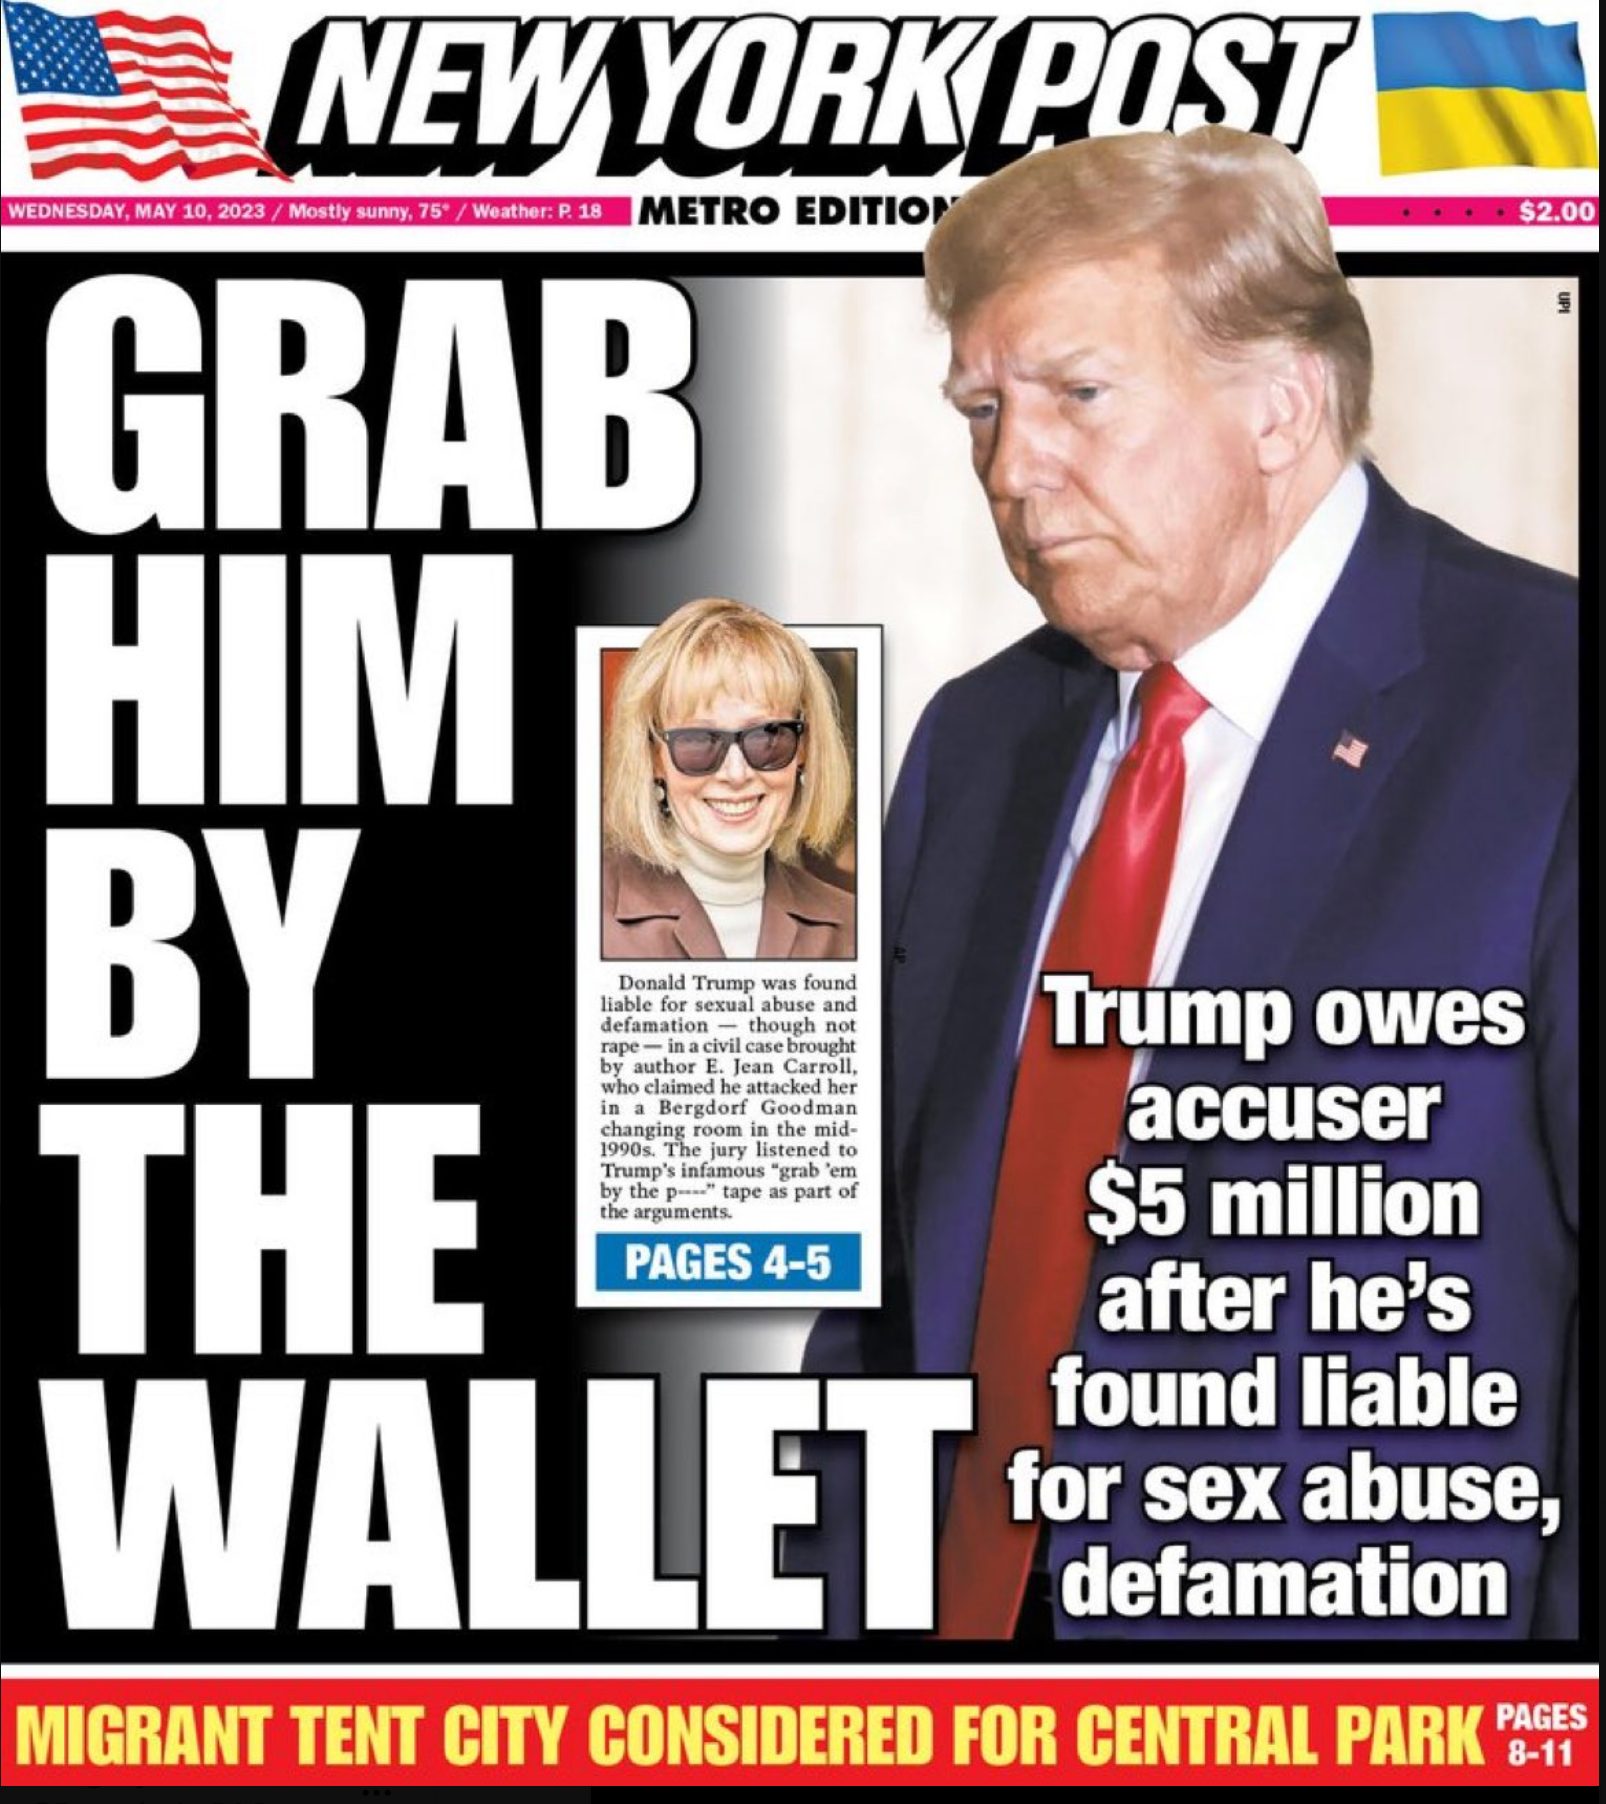 NEW YORK POST
WEDNESDAY, MAY 10, 2023 / Mostly sunny, 75° / Weather: P. 18
METRO EDITION
$2.00
UPI
GRAB
HIM
BY
THE
WALLET
AP
Donald Trump was found
liable for sexual abuse and
defamation — though not
rape — in a civil case brought
by author E. Jean Carroll,
who claimed he attacked her
in a Bergdorf Goodman
changing room in the mid-
1990s. The jury listened to
Trump's infamous "grab 'em
by the p----" tape as part of
the arguments.
PAGES 4-5
Trump owes
accuser
$5 million
after he's
found liable
for sex abuse,
defamation
MIGRANT TENT CITY CONSIDERED FOR CENTRAL PARK
PAGES
8-11